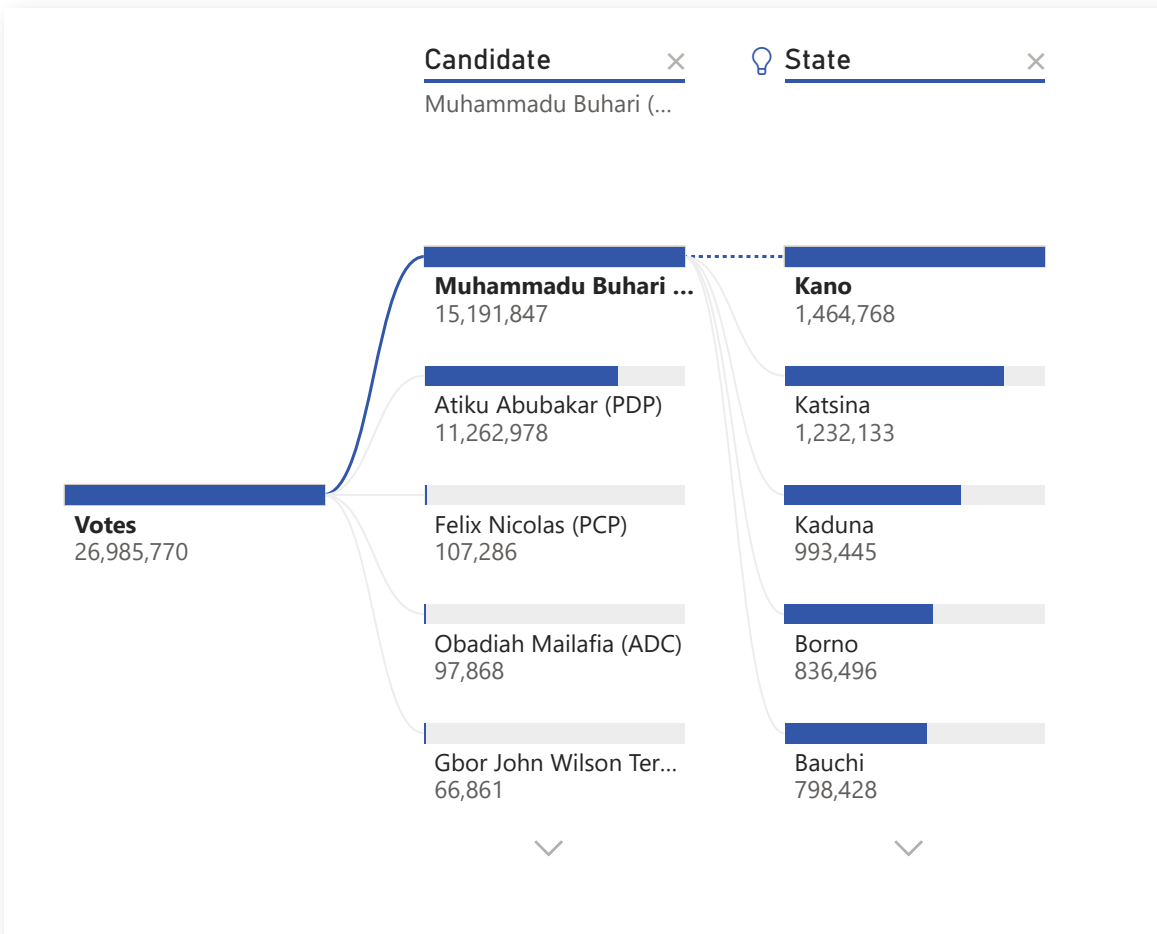 Candidate
State
Muhammadu Buhari (...
Muhammadu Buhari ...
15,191,847
Kano
1,464,768
Atiku Abubakar (PDP)
11,262,978
Katsina
1,232,133
Votes
26,985,770
Felix Nicolas (PCP)
107,286
Kaduna
993,445
Obadiah Mailafia (ADC)
97,868
Borno
836,496
Gbor John Wilson Ter...
66,861
Bauchi
798,428